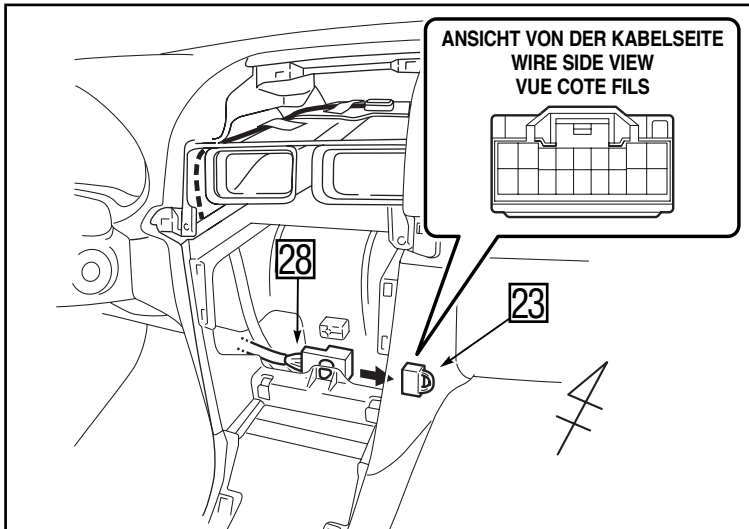 ANSICHT VON DER KABELSEITE
WIRE SIDE VIEW
VUE COTE FILS
28
23